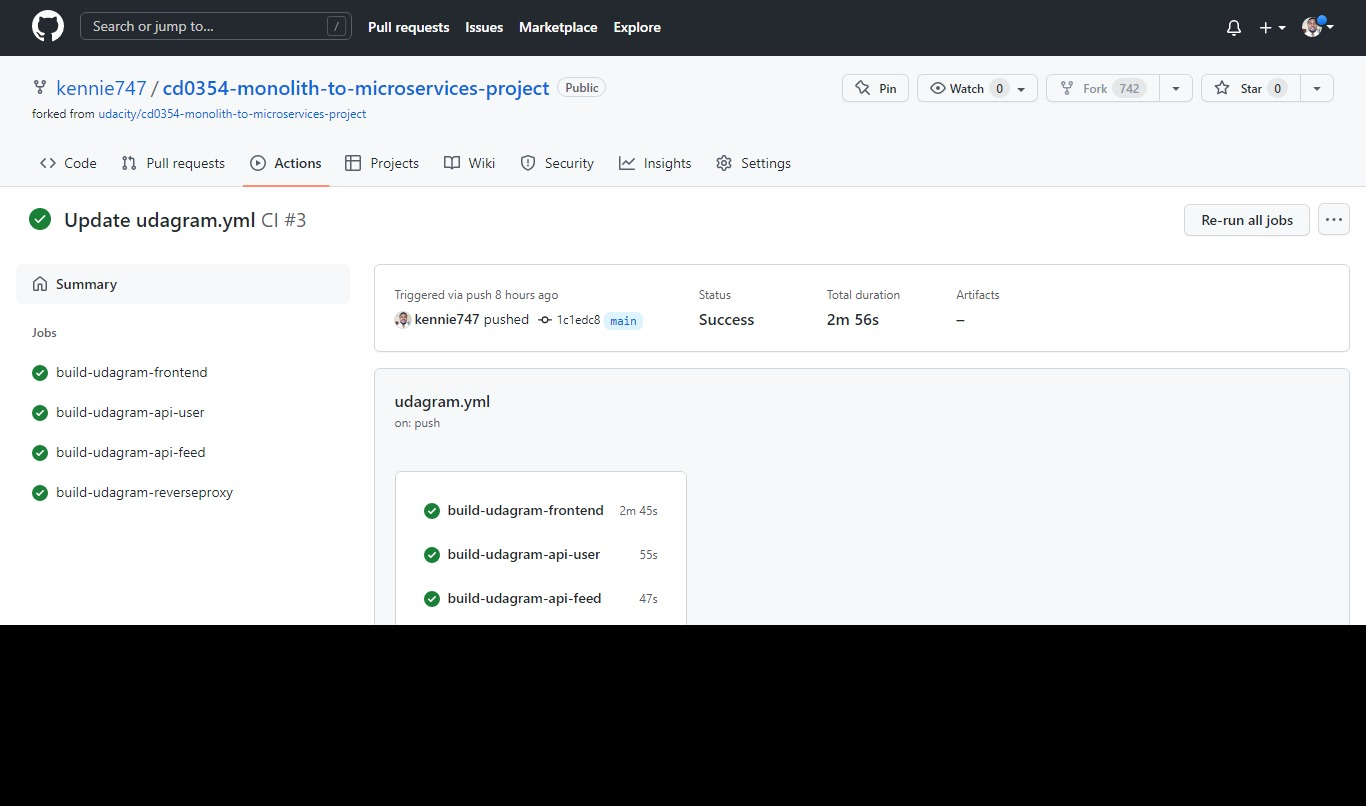 Search or jump to... / Pull requests Issues Marketplace Explore
kennie747 / cd0354-monolith-to-microservices-project Public Pin Watch 0 Fork 742 Star 0
forked from udacity/cd0354-monolith-to-microservices-project
Code Pull requests Actions Projects Wiki Security Insights Settings
Update udagram.yml CI #3 Re-run all jobs ...
Summary
Jobs
build-udagram-frontend
build-udagram-api-user
build-udagram-api-feed
build-udagram-reverseproxy
Triggered via push 8 hours ago Status Total duration Artifacts
kennie747 pushed 1c1edc8 main Success 2m 56s –
udagram.yml
on: push
build-udagram-frontend 2m 45s
build-udagram-api-user 55s
build-udagram-api-feed 47s